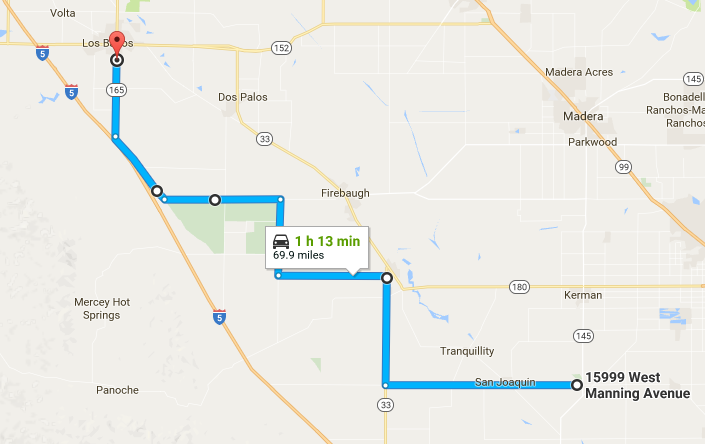 Volta
Los Banos
5
152
5
165
Dos Palos
Madera Acres
145
Bonadell
Ranchos-Ma
Ranchos
Madera
33
Parkwood
99
Firebaugh
1 h 13 min
69.9 miles
180
Kerman
Mercey Hot
Springs
5
145
Tranquillity
Panoche
San Joaquin
15999 West
Manning Avenue
33